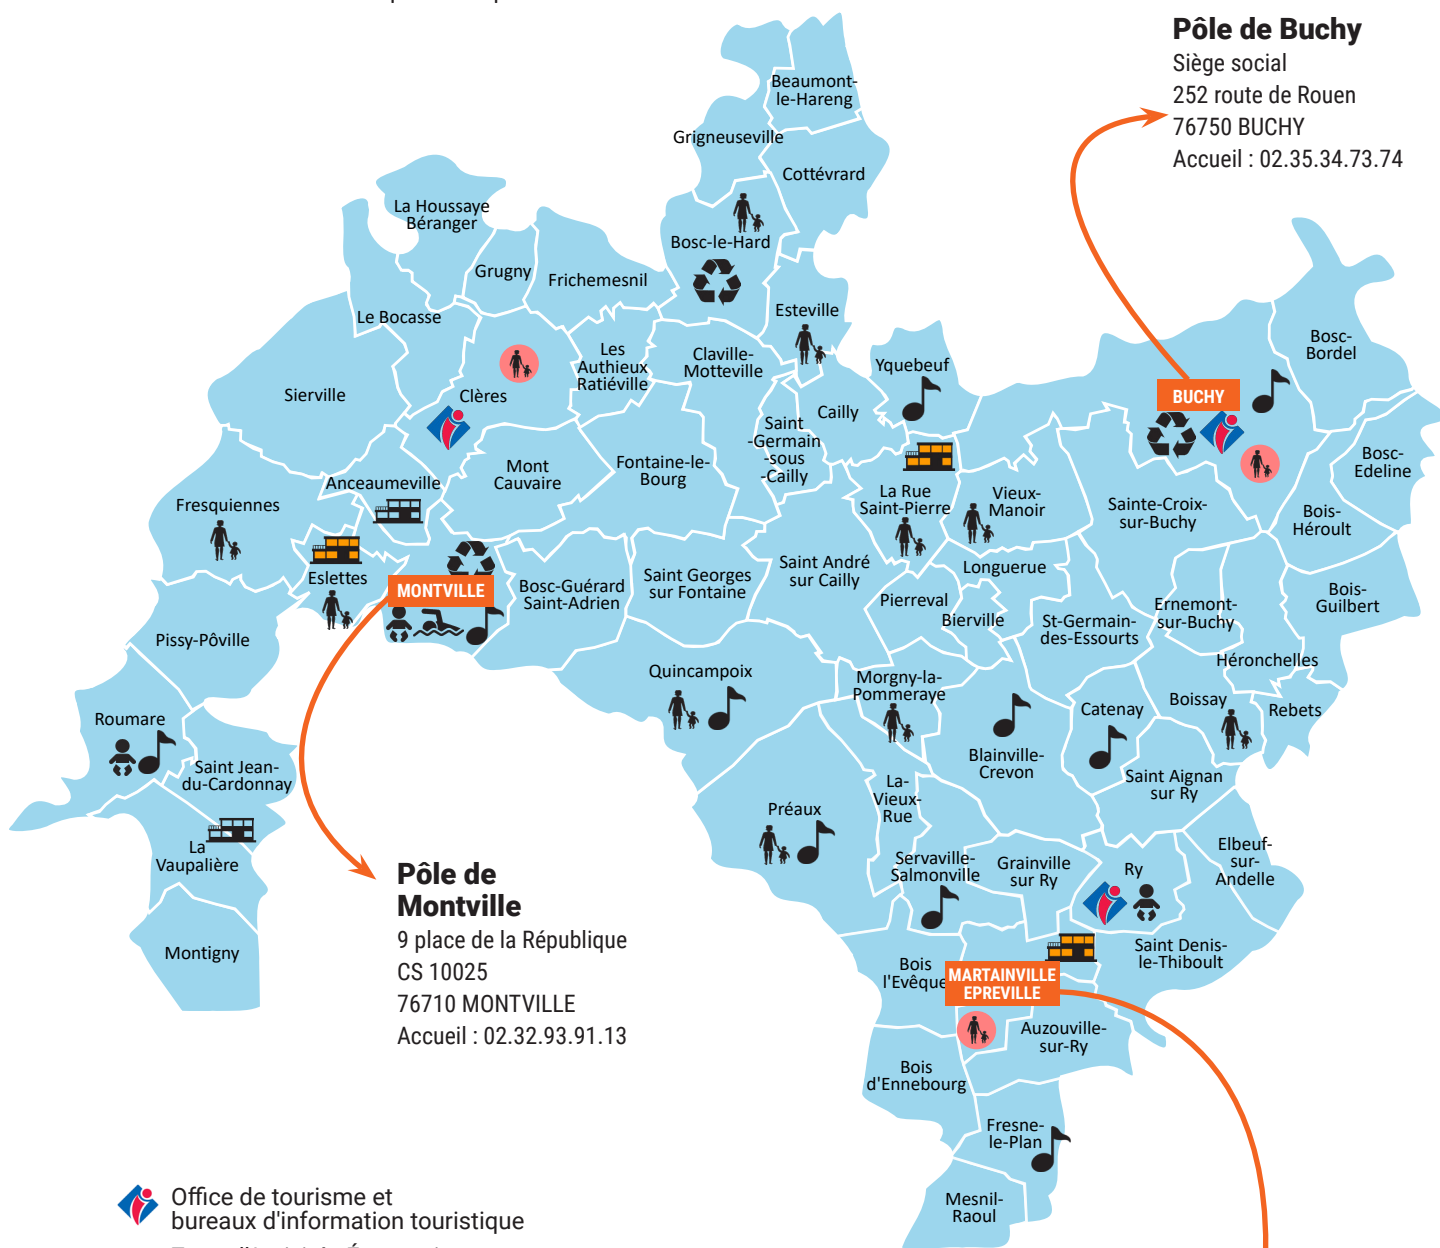 Pôle de Buchy
Siège social
252 route de Rouen
76750 BUCHY
Accueil : 02.35.34.73.74
Beaumont-
le-Hareng
Grigneuseville
Cottévrard
La Houssaye
Béranger
Bosc-le-Hard
Grugny
Frichemesnil
Le Bocasse
Esteville
Bosc-
Bordel
Les
Authieux
Ratiéville
Claville-
Motteville
Yquebeuf
Sierville
Clères
BUCHY
Cailly
Saint
-Germain
-sous
-Cailly
Bosc-
Edeline
Mont
Cauvaire
Fontaine-le-
Bourg
Anceaumeville
Fresquiennes
La Rue
Saint-Pierre
Vieux-
Manoir
Sainte-Croix-
sur-Buchy
Bois-
Héroult
Eslettes
MONTVILLE
Bosc-Guérard
Saint-Adrien
Saint Georges
sur Fontaine
Saint André
sur Cailly
Longuerue
Pierreval
Bierville
St-Germain-
des-Essourts
Ernemont-
sur-Buchy
Bois-
Guilbert
Pissy-Pôville
Quincampoix
Morgny-la-
Pommeraye
Héronchelles
Boissay
Rebets
Catenay
Roumare
Saint Jean-
du-Cardonnay
Blainville-
Crevon
Saint Aignan
sur Ry
La-
Vieux-
Rue
Préaux
La
Vaupalière
Servaville-
Salmonville
Grainville
sur Ry
Ry
Elbeuf-
sur-
Andelle
Pôle de
Montville
9 place de la République
CS 10025
76710 MONTVILLE
Accueil : 02.32.93.91.13
Montigny
Bois
l'Evêque
MARTAINVILLE
EPREVILLE
Saint Denis-
le-Thiboult
Auzouville-
sur-Ry
Bois
d'Ennebourg
Fresne-
le-Plan
Mesnil-
Raoul
Office de tourisme et
bureaux d'information touristique